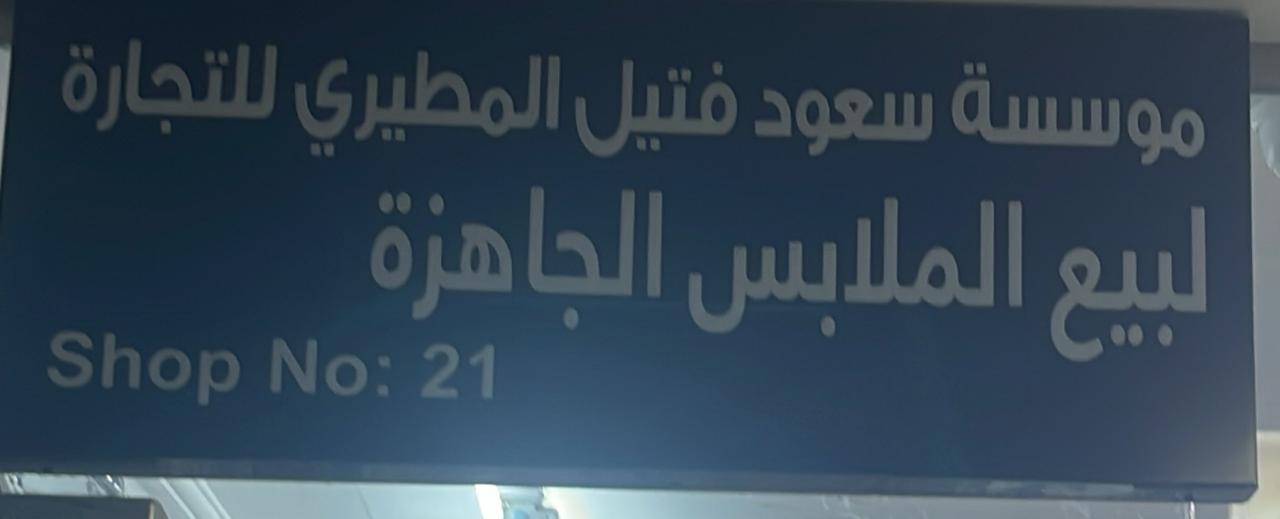 موسسة سعود فتيل المطيري للتجارة
لبيع الملابس الجاهزة
Shop No: 21